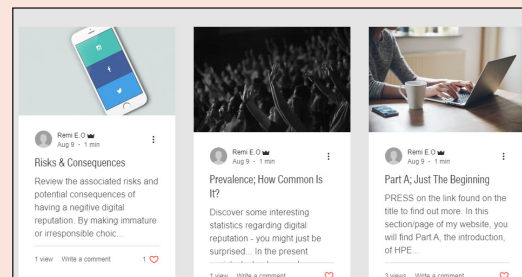 Remi E.O
Aug 9 · 1 min
Risks & Consequences
Review the associated risks and
potential consequences of
having a negitive digital
reputation. By making immature
or irresponsible choic...
1 view Write a comment 1
Remi E.O
Aug 9 · 1 min
Prevalence; How Common Is
It?
Discover some interesting
statistics regarding digital
reputation - you might just be
surprised... In the present
1 view Write a comment
Remi E.O
Aug 9 · 1 min
Part A; Just The Beginning
PRESS on the link found on the
title to find out more. In this
section/page of my website, you
will find Part A, the introduction,
of HPE...
3 views Write a comment